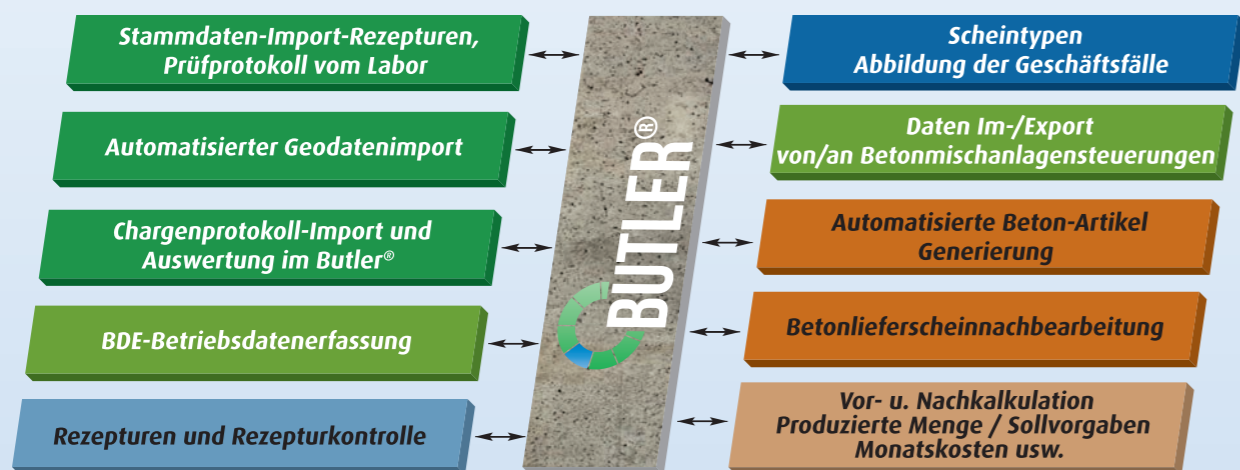 Stammdaten-Import-Rezepturen,
Prüfprotokoll vom Labor
Automatisierter Geodatenimport
Chargenprotokoll-Import und
Auswertung im Butler®
BDE-Betriebsdatenerfassung
Rezepturen und Rezepturkontrolle
BUTLER®
Scheintypen
Abbildung der Geschäftsfälle
Daten Im-/Export
von/an Betonmischanlagensteuerungen
Automatisierte Beton-Artikel
Generierung
Betonlieferscheinnachbearbeitung
Vor- u. Nachkalkulation
Produzierte Menge / Sollvorgaben
Monatskosten usw.